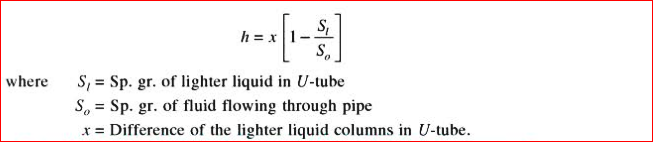 h = x [1 − S_l / S_o]
where S_l = Sp. gr. of lighter liquid in U-tube
S_o = Sp. gr. of fluid flowing through pipe
x = Difference of the lighter liquid columns in U-tube.